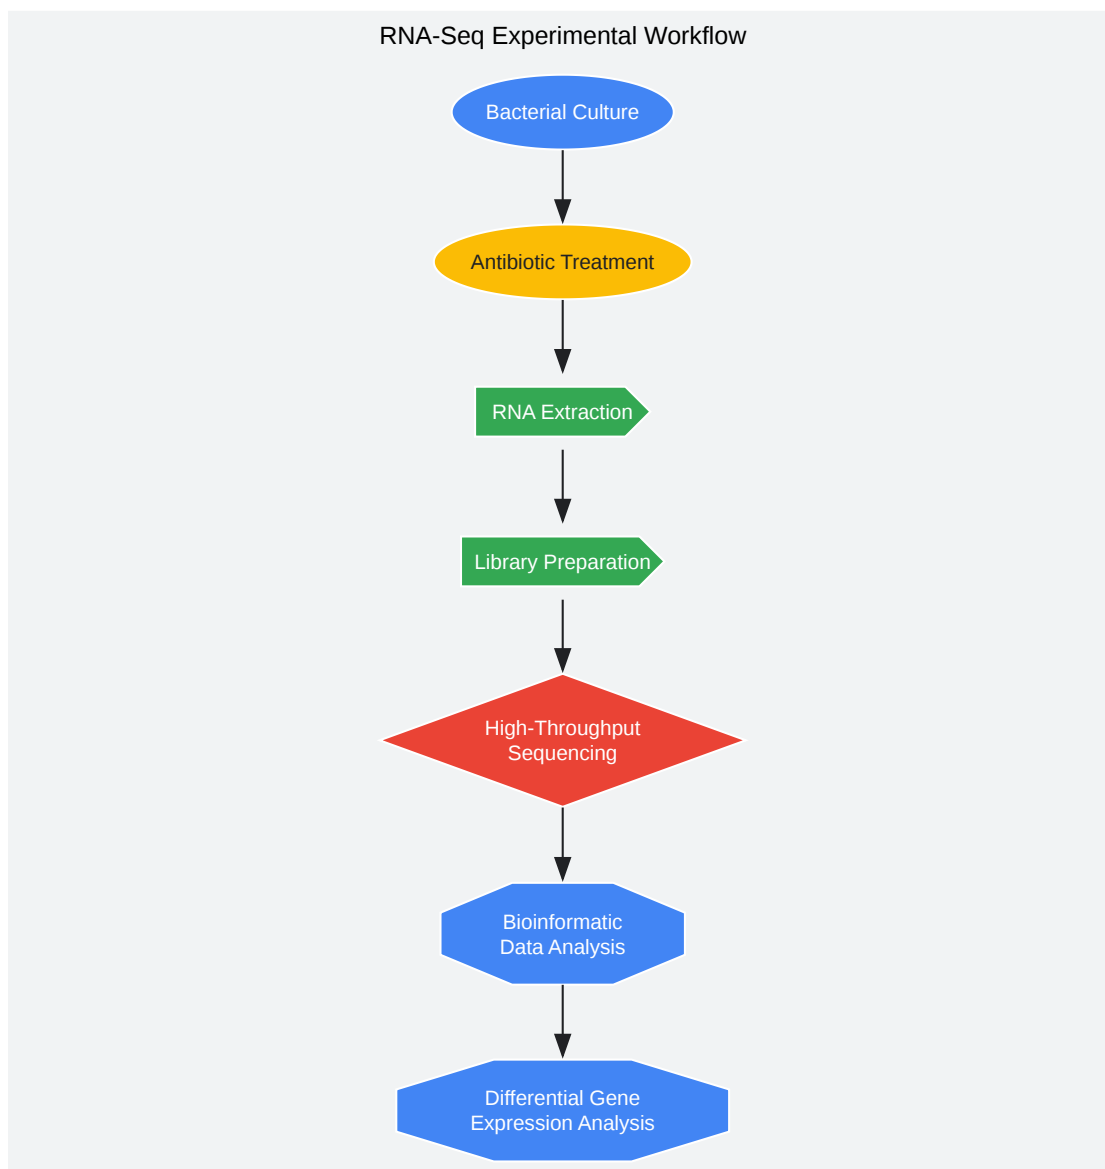 RNA-Seq Experimental Workflow
Bacterial Culture
Antibiotic Treatment
RNA Extraction
Library Preparation
High-Throughput
Sequencing
Bioinformatic
Data Analysis
Differential Gene
Expression Analysis